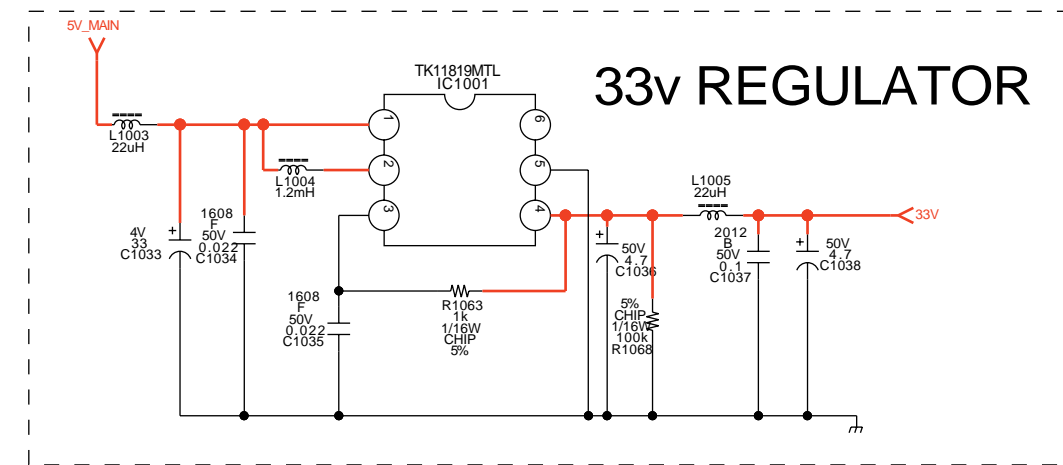 5V_MAIN
TK11819MTL
IC1001
33v REGULATOR
1
2
3
6
5
4
L1003
22uH
L1004
1.2mH
L1005
22uH
33V
4V
33
C1033
1608
F
50V
0.022
C1034
1608
F
50V
0.022
C1035
R1063
1k
1/16W
CHIP
5%
50V
4.7
C1036
5%
CHIP
1/16W
100k
R1068
2012
B
50V
0.1
C1037
50V
4.7
C1038